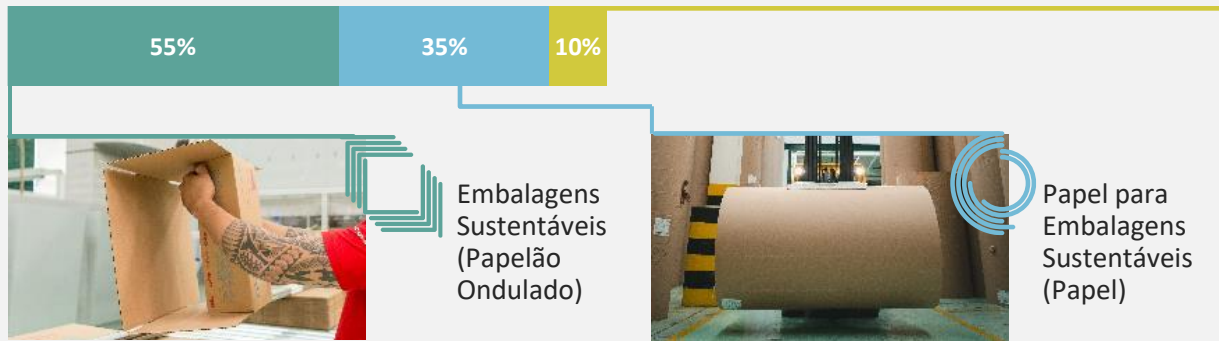 55%
35%
10%
Embalagens
Sustentáveis
(Papelão
Ondulado)
Papel para
Embalagens
Sustentáveis
(Papel)